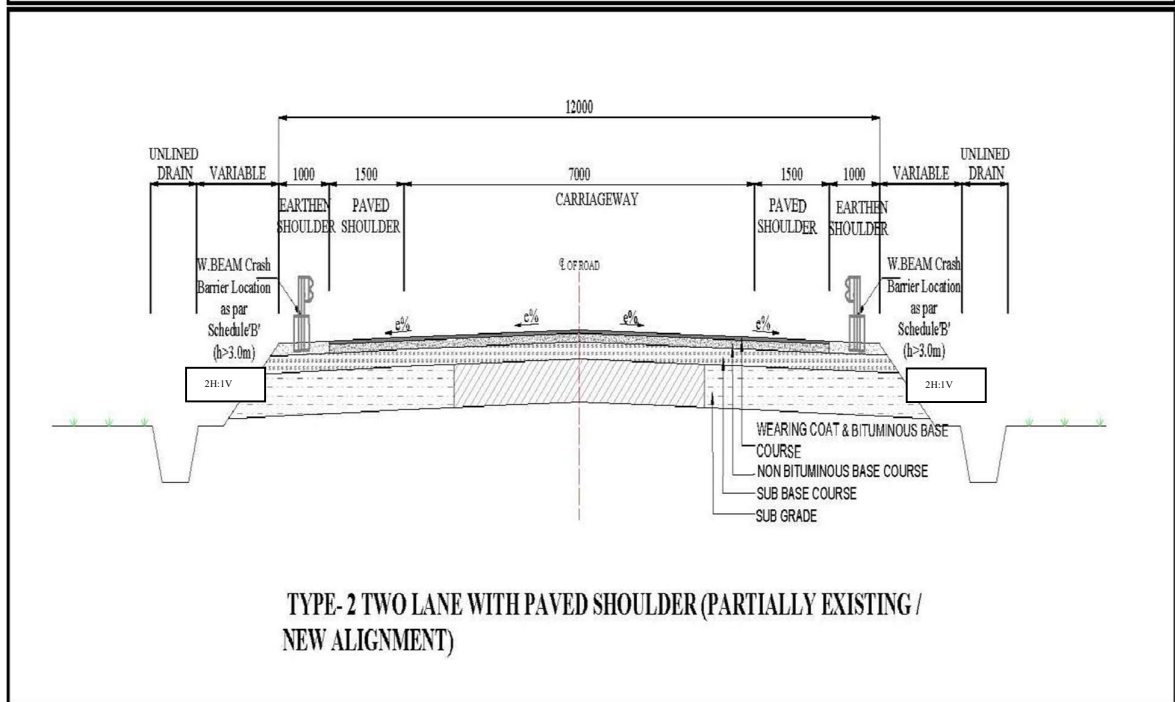 12000
UNLINED
DRAIN
VARIABLE
1000
1500
7000
1500
1000
VARIABLE
UNLINED
DRAIN
EARTHEN
SHOULDER
PAVED
SHOULDER
CARRIAGEWAY
PAVED
SHOULDER
EARTHEN
SHOULDER
W.BEAM Crash
Barrier Location
as par
Schedule'B'
(h>3.0m)
℄ OF ROAD
W.BEAM Crash
Barrier Location
as par
Schedule'B'
(h>3.0m)
e%
e%
e%
e%
2H:1V
2H:1V
WEARING COAT & BITUMINOUS BASE
COURSE
NON BITUMINOUS BASE COURSE
SUB BASE COURSE
SUB GRADE
TYPE- 2 TWO LANE WITH PAVED SHOULDER (PARTIALLY EXISTING /
NEW ALIGNMENT)